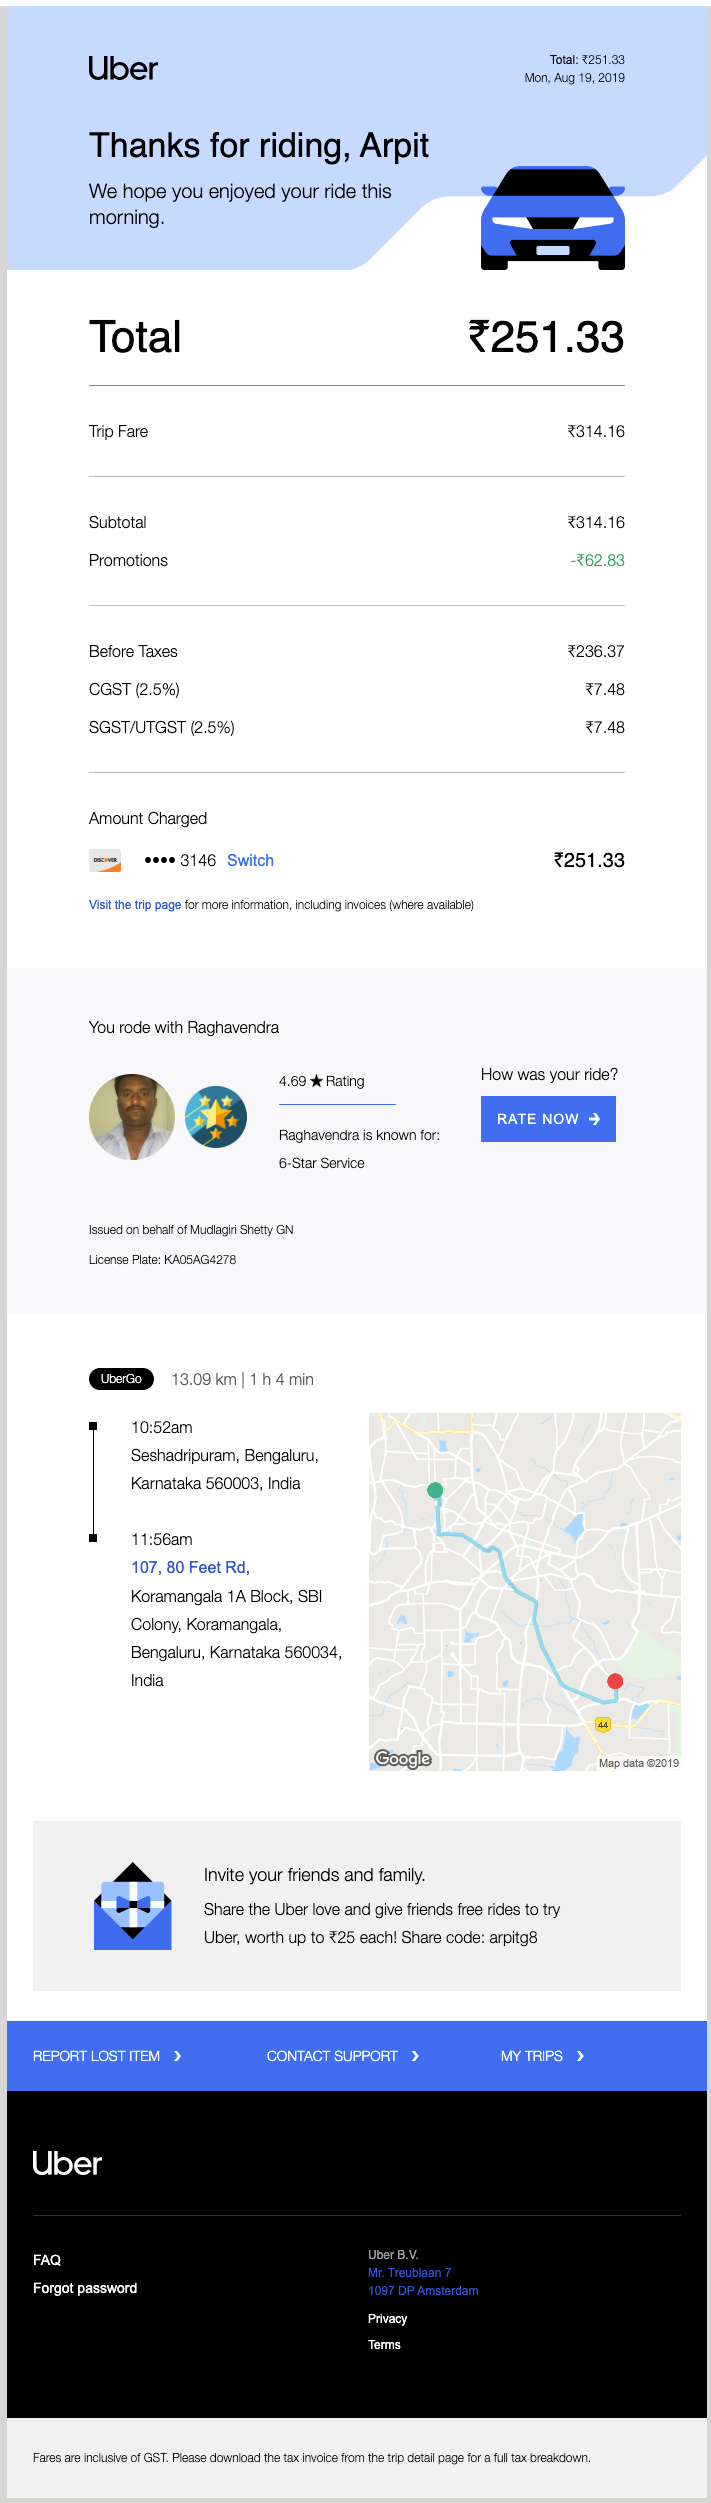 Uber
Total: ₹251.33
Mon, Aug 19, 2019
Thanks for riding, Arpit
We hope you enjoyed your ride this
morning.
Total ₹251.33
Trip Fare ₹314.16
Subtotal ₹314.16
Promotions -₹62.83
Before Taxes ₹236.37
CGST (2.5%) ₹7.48
SGST/UTGST (2.5%) ₹7.48
Amount Charged
DISCOVER •••• 3146 Switch ₹251.33
Visit the trip page for more information, including invoices (where available)
You rode with Raghavendra
4.69 ★ Rating
Raghavendra is known for:
6-Star Service
How was your ride?
RATE NOW →
Issued on behalf of Mudlagiri Shetty GN
License Plate: KA05AG4278
UberGo 13.09 km | 1 h 4 min
10:52am
Seshadripuram, Bengaluru,
Karnataka 560003, India
11:56am
107, 80 Feet Rd,
Koramangala 1A Block, SBI
Colony, Koramangala,
Bengaluru, Karnataka 560034,
India
44
Google
Map data ©2019
Invite your friends and family.
Share the Uber love and give friends free rides to try
Uber, worth up to ₹25 each! Share code: arpitg8
REPORT LOST ITEM ❯ CONTACT SUPPORT ❯ MY TRIPS ❯
Uber
FAQ
Forgot password
Uber B.V.
Mr. Treublaan 7
1097 DP Amsterdam
Privacy
Terms
Fares are inclusive of GST. Please download the tax invoice from the trip detail page for a full tax breakdown.